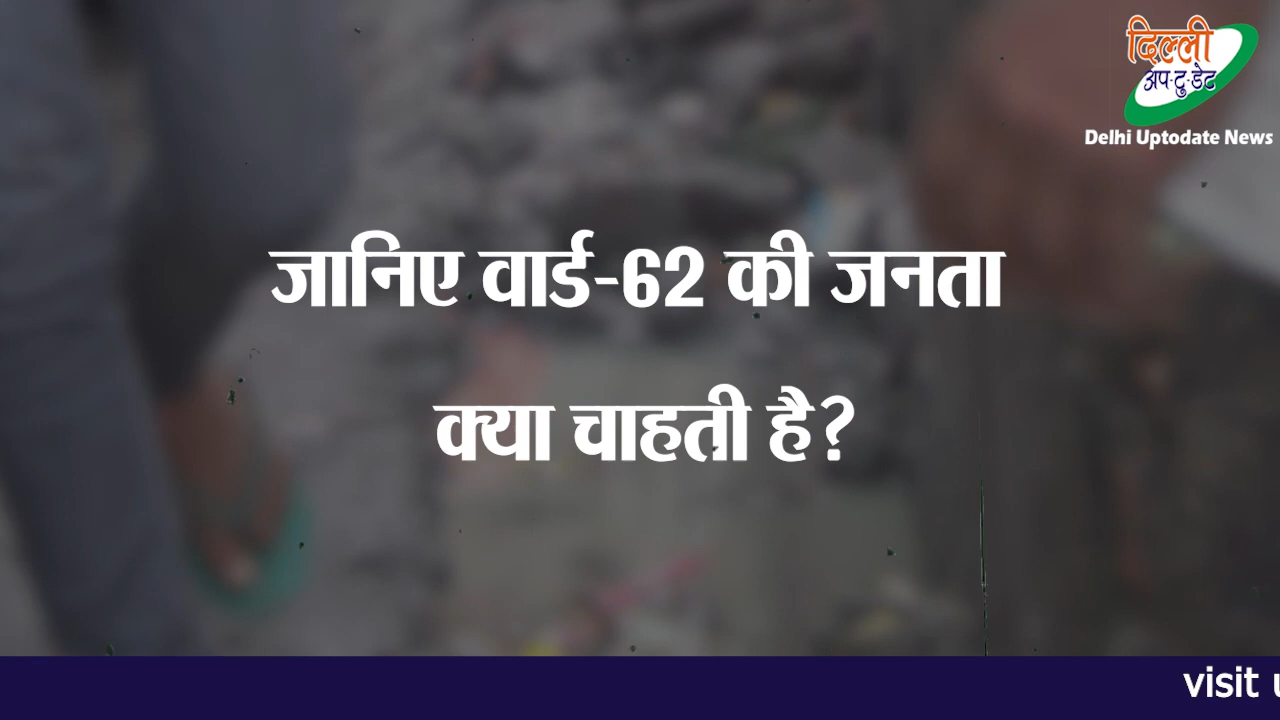 दिल्ली
अप-टु-डेट
Delhi Uptodate News
जानिए वार्ड-62 की जनता
क्या चाहती है?
visit